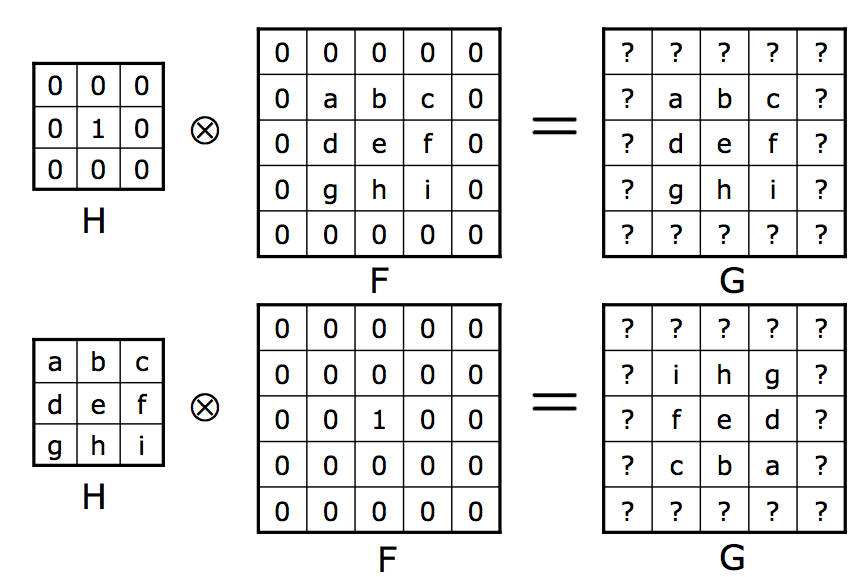 0 0 0
0 1 0
0 0 0
H
⊗
0 0 0 0 0
0 a b c 0
0 d e f 0
0 g h i 0
0 0 0 0 0
F
=
? ? ? ? ?
? a b c ?
? d e f ?
? g h i ?
? ? ? ? ?
G
a b c
d e f
g h i
H
⊗
0 0 0 0 0
0 0 0 0 0
0 0 1 0 0
0 0 0 0 0
0 0 0 0 0
F
=
? ? ? ? ?
? i h g ?
? f e d ?
? c b a ?
? ? ? ? ?
G